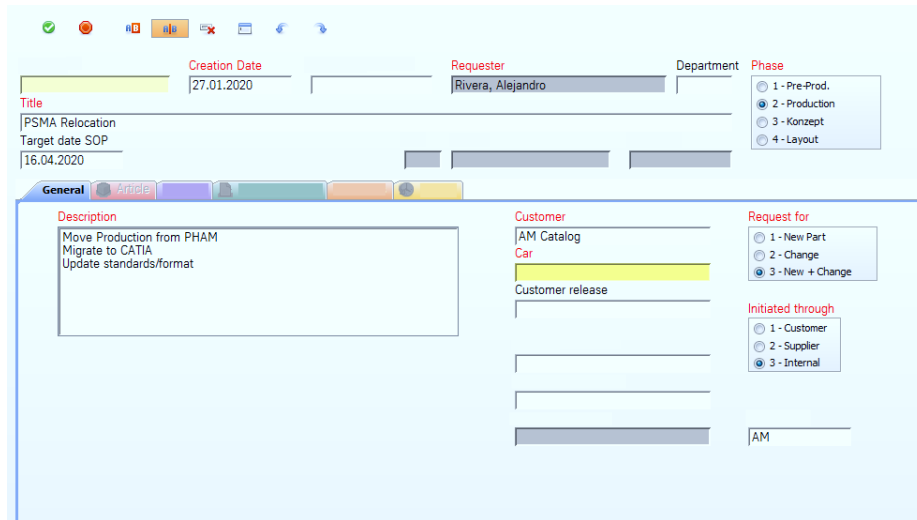 Creation Date
Requester
Department
Phase
27.01.2020
Rivera, Alejandro
1 - Pre-Prod.
2 - Production
3 - Konzept
4 - Layout
Title
PSMA Relocation
Target date SOP
16.04.2020
General
Article
Description
Move Production from PHAM
Migrate to CATIA
Update standards/format
Customer
AM Catalog
Car
Customer release
Request for
1 - New Part
2 - Change
3 - New + Change
Initiated through
1 - Customer
2 - Supplier
3 - Internal
AM